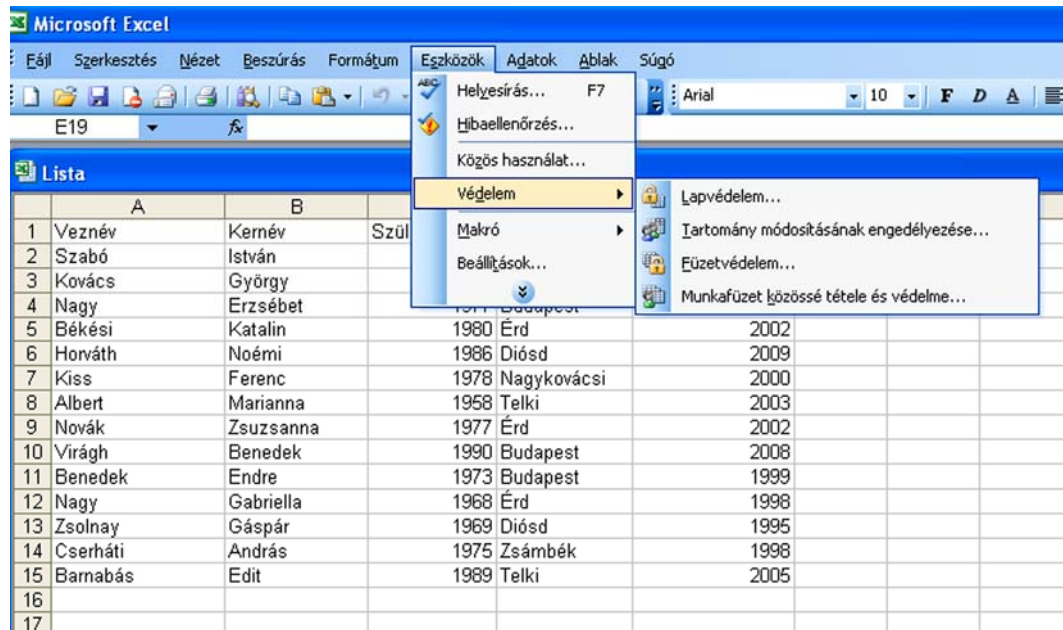 Microsoft Excel
Fájl Szerkesztés Nézet Beszúrás Formátum Eszközök Adatok Ablak Súgó
Arial 10 F D A
E19 fx
Helyesírás... F7
Hibaellenőrzés...
Közös használat...
Védelem
Makró
Beállítások...
Lapvédelem...
Tartomány módosításának engedélyezése...
Füzetvédelem...
Munkafüzet közössé tétele és védelme...
Lista
A B
1 Veznév Kernév Szül
2 Szabó István
3 Kovács György
4 Nagy Erzsébet 1977 Budapest
5 Békési Katalin 1980 Érd 2002
6 Horváth Noémi 1986 Diósd 2009
7 Kiss Ferenc 1978 Nagykovácsi 2000
8 Albert Marianna 1958 Telki 2003
9 Novák Zsuzsanna 1977 Érd 2002
10 Virágh Benedek 1990 Budapest 2008
11 Benedek Endre 1973 Budapest 1999
12 Nagy Gabriella 1968 Érd 1998
13 Zsolnay Gáspár 1969 Diósd 1995
14 Cserháti András 1975 Zsámbék 1998
15 Barnabás Edit 1989 Telki 2005
16
17